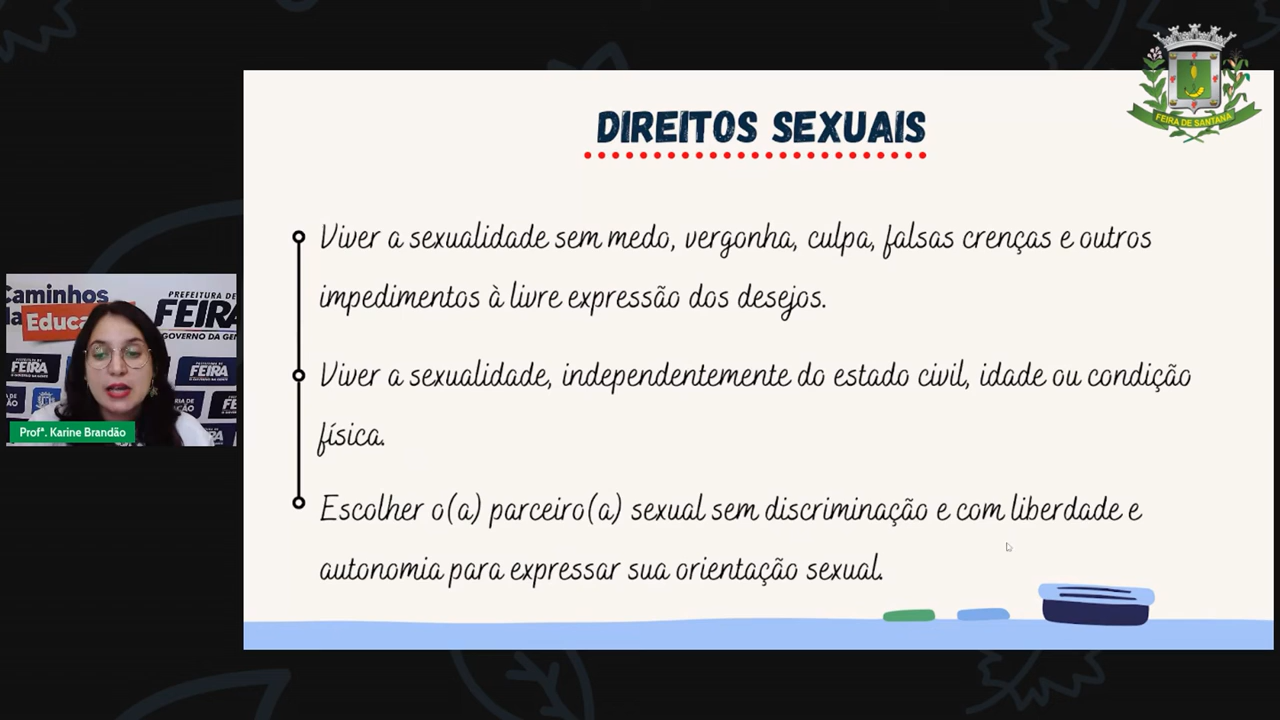 DIREITOS SEXUAIS
FEIRA DE SANTANA
Viver a sexualidade sem medo, vergonha, culpa, falsas crenças e outros
impedimentos à livre expressão dos desejos.
Viver a sexualidade, independentemente do estado civil, idade ou condição
física.
Escolher o(a) parceiro(a) sexual sem discriminação e com liberdade e
autonomia para expressar sua orientação sexual.
Caminhos
da
Educa
PREFEITURA DE
FEIRA
GOVERNO DA GEN
FEIRA
FEIRA
Profª. Karine Brandão